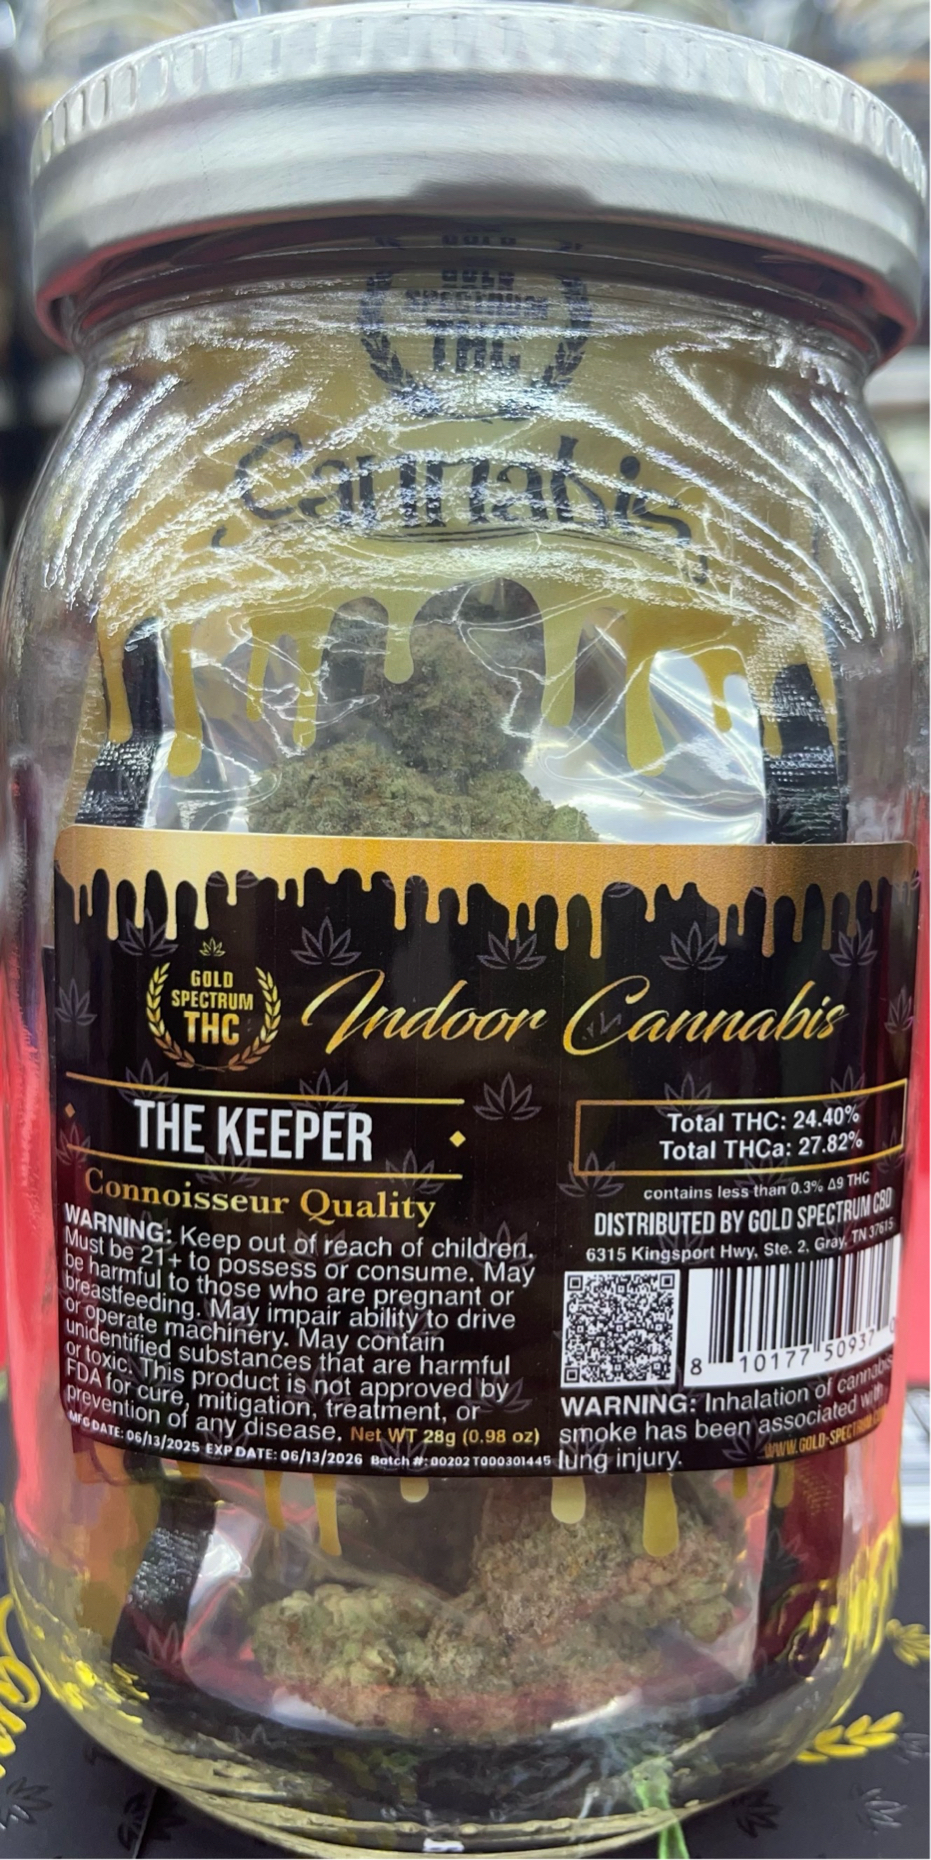 GOLD
SPECTRUM
THC
Cannabis
GOLD
SPECTRUM
THC
Indoor Cannabis
THE KEEPER
Connoisseur Quality
WARNING: Keep out of reach of children.
Must be 21+ to possess or consume. May
be harmful to those who are pregnant or
breastfeeding. May impair ability to drive
or operate machinery. May contain
unidentified substances that are harmful
or toxic. This product is not approved by
FDA for cure, mitigation, treatment, or
prevention of any disease. Net WT 28g (0.98 oz)
MFG DATE: 06/13/2025 EXP DATE: 06/13/2026 Batch #: 00202T000301445
Total THC: 24.40%
Total THCa: 27.82%
contains less than 0.3% Δ9 THC
DISTRIBUTED BY GOLD SPECTRUM CBD
6315 Kingsport Hwy, Ste. 2, Gray, TN 37615
8 10177 50937 0
WARNING: Inhalation of cannabis
smoke has been associated with
lung injury.